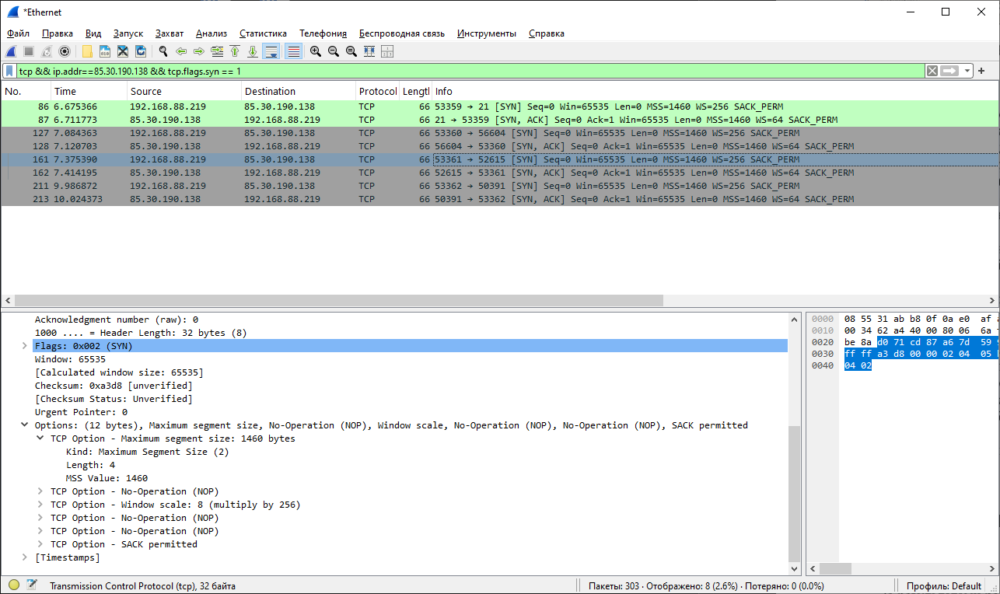 *Ethernet
Файл Правка Вид Запуск Захват Анализ Статистика Телефония Беспроводная связь Инструменты Справка
tcp && ip.addr==85.30.190.138 && tcp.flags.syn == 1
No. Time Source Destination Protocol Lengtl Info
86 6.675366 192.168.88.219 85.30.190.138 TCP 66 53359 → 21 [SYN] Seq=0 Win=65535 Len=0 MSS=1460 WS=256 SACK_PERM
87 6.711773 85.30.190.138 192.168.88.219 TCP 66 21 → 53359 [SYN, ACK] Seq=0 Ack=1 Win=65535 Len=0 MSS=1460 WS=64 SACK_PERM
127 7.084363 192.168.88.219 85.30.190.138 TCP 66 53360 → 56604 [SYN] Seq=0 Win=65535 Len=0 MSS=1460 WS=256 SACK_PERM
128 7.120703 85.30.190.138 192.168.88.219 TCP 66 56604 → 53360 [SYN, ACK] Seq=0 Ack=1 Win=65535 Len=0 MSS=1460 WS=64 SACK_PERM
161 7.375390 192.168.88.219 85.30.190.138 TCP 66 53361 → 52615 [SYN] Seq=0 Win=65535 Len=0 MSS=1460 WS=256 SACK_PERM
162 7.414195 85.30.190.138 192.168.88.219 TCP 66 52615 → 53361 [SYN, ACK] Seq=0 Ack=1 Win=65535 Len=0 MSS=1460 WS=64 SACK_PERM
211 9.986872 192.168.88.219 85.30.190.138 TCP 66 53362 → 50391 [SYN] Seq=0 Win=65535 Len=0 MSS=1460 WS=256 SACK_PERM
213 10.024373 85.30.190.138 192.168.88.219 TCP 66 50391 → 53362 [SYN, ACK] Seq=0 Ack=1 Win=65535 Len=0 MSS=1460 WS=64 SACK_PERM
Acknowledgment number (raw): 0
1000 .... = Header Length: 32 bytes (8)
Flags: 0x002 (SYN)
Window: 65535
[Calculated window size: 65535]
Checksum: 0xa3d8 [unverified]
[Checksum Status: Unverified]
Urgent Pointer: 0
Options: (12 bytes), Maximum segment size, No-Operation (NOP), Window scale, No-Operation (NOP), No-Operation (NOP), SACK permitted
TCP Option - Maximum segment size: 1460 bytes
Kind: Maximum Segment Size (2)
Length: 4
MSS Value: 1460
TCP Option - No-Operation (NOP)
TCP Option - Window scale: 8 (multiply by 256)
TCP Option - No-Operation (NOP)
TCP Option - No-Operation (NOP)
TCP Option - SACK permitted
[Timestamps]
0000 08 55 31 ab b8 0f 0a e0 af
0010 00 34 62 a4 40 00 80 06 6a
0020 be 8a d0 71 cd 87 a6 7d 59
0030 ff ff a3 d8 00 00 02 04 05
0040 04 02
Transmission Control Protocol (tcp), 32 байта
Пакеты: 303 · Отображено: 8 (2.6%) · Потеряно: 0 (0.0%)
Профиль: Default